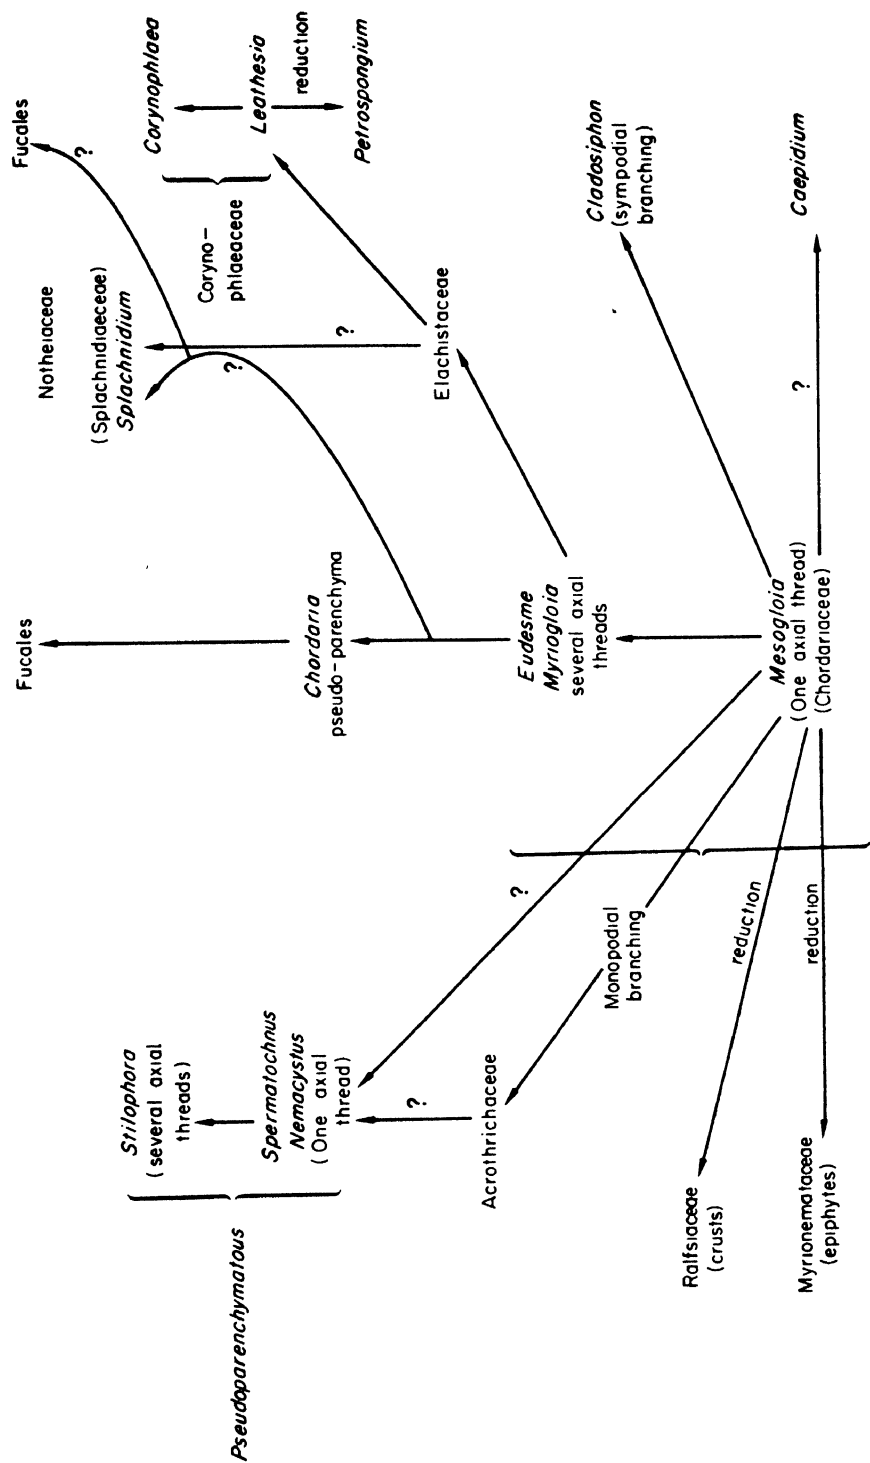 Fucales
Fucales
Notheiaceae
(Splachnidiaeceae)
Splachnidium
?
?
Corynophlaea
Leathesia
reduction
Petrospongium
Coryno-
phlaeaceae
?
Elachistaceae
Chordaria
pseudo-parenchyma
Eudesme
Myriogloia
several axial
threads
Cladosiphon
(sympodial
branching)
Caepidium
?
Mesogloia
(One axial thread)
(Chordariaceae)
Pseudoparenchymatous
Stilophora
(several axial
threads)
Spermatochnus
Nemacystus
(One axial
thread)
?
?
Acrothrichaceae
Monopodial
branching
reduction
reduction
Ralfsiaceae
(crusts)
Myrionemataceae
(epiphytes)